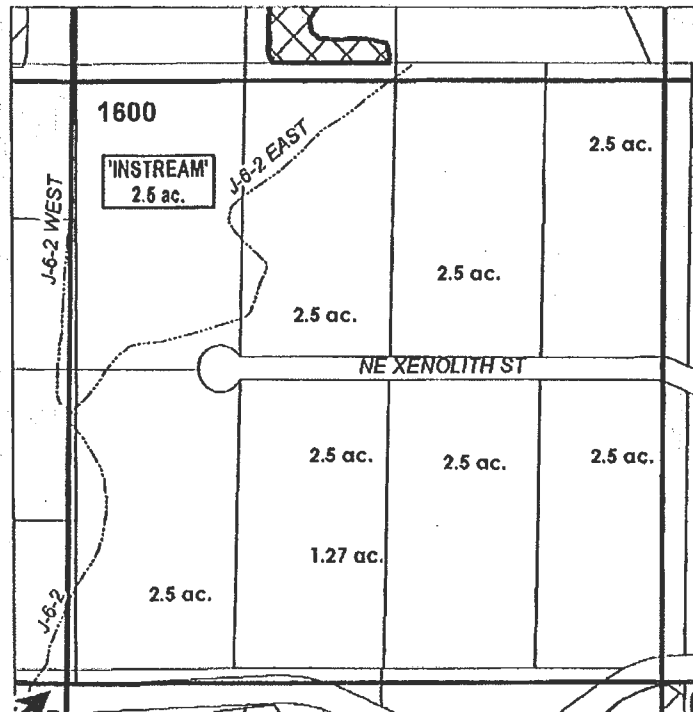 1600
'INSTREAM'
2.5 ac.
J-6-2 EAST
2.5 ac.
J-6-2 WEST
2.5 ac.
2.5 ac.
NE XENOLITH ST
2.5 ac.
2.5 ac.
2.5 ac.
1.27 ac.
2.5 ac.
J-6-2